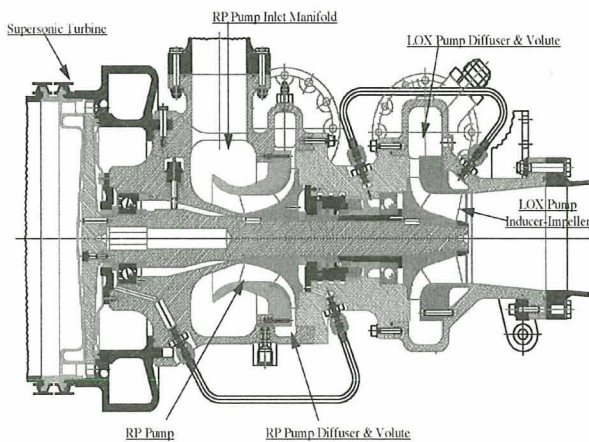 RP Pump Inlet Manifold
Supersonic Turbine
LOX Pump Diffuser & Volute
LOX Pump
Inducer-Impeller
RP Pump
RP Pump Diffuser & Volute